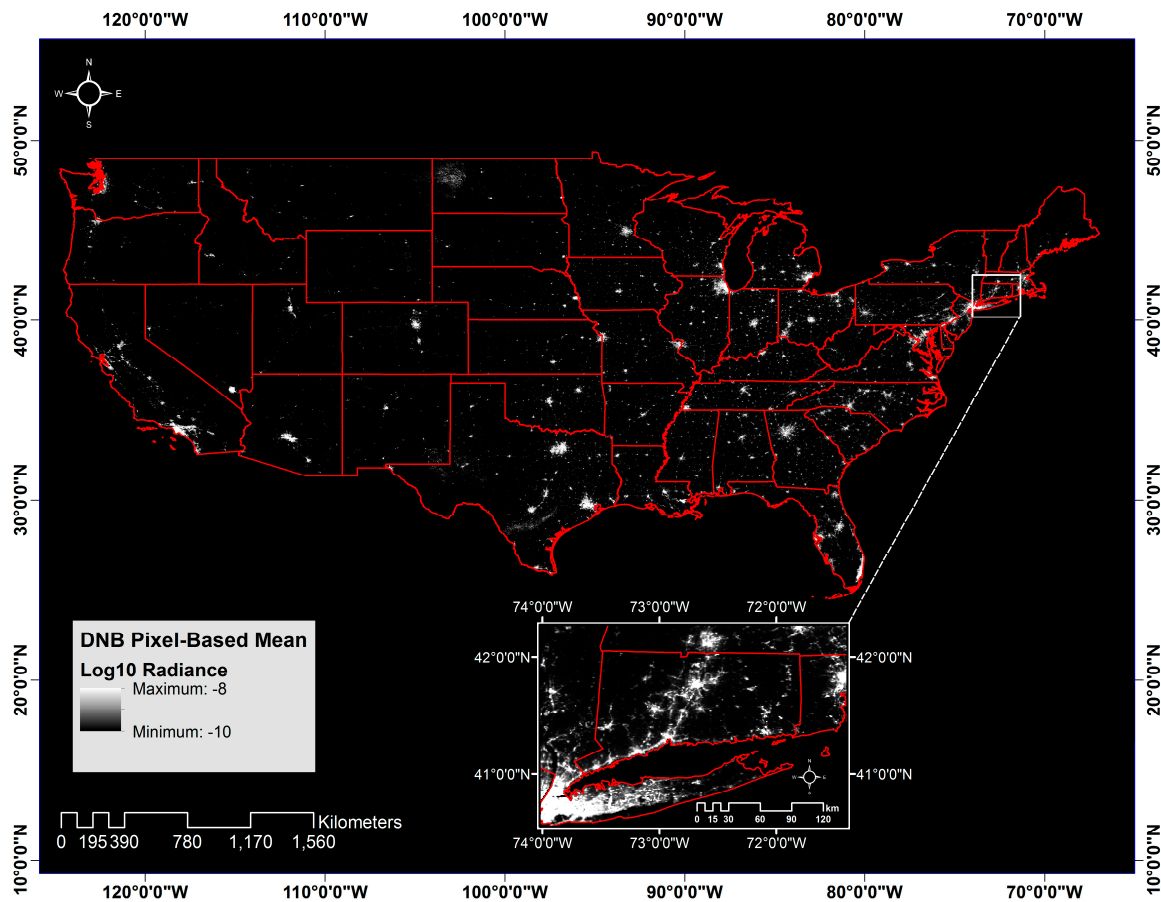 120°0'0"W 110°0'0"W 100°0'0"W 90°0'0"W 80°0'0"W 70°0'0"W
N
W E
S
50°0'0"N 50°0'0"N
40°0'0"N 40°0'0"N
30°0'0"N 30°0'0"N
20°0'0"N 20°0'0"N
10°0'0"N 10°0'0"N
DNB Pixel-Based Mean
Log10 Radiance
Maximum: -8
Minimum: -10
Kilometers
0 195 390 780 1,170 1,560
74°0'0"W 73°0'0"W 72°0'0"W
42°0'0"N 42°0'0"N
41°0'0"N 41°0'0"N
N
W E
S
km
0 15 30 60 90 120
74°0'0"W 73°0'0"W 72°0'0"W
120°0'0"W 110°0'0"W 100°0'0"W 90°0'0"W 80°0'0"W 70°0'0"W